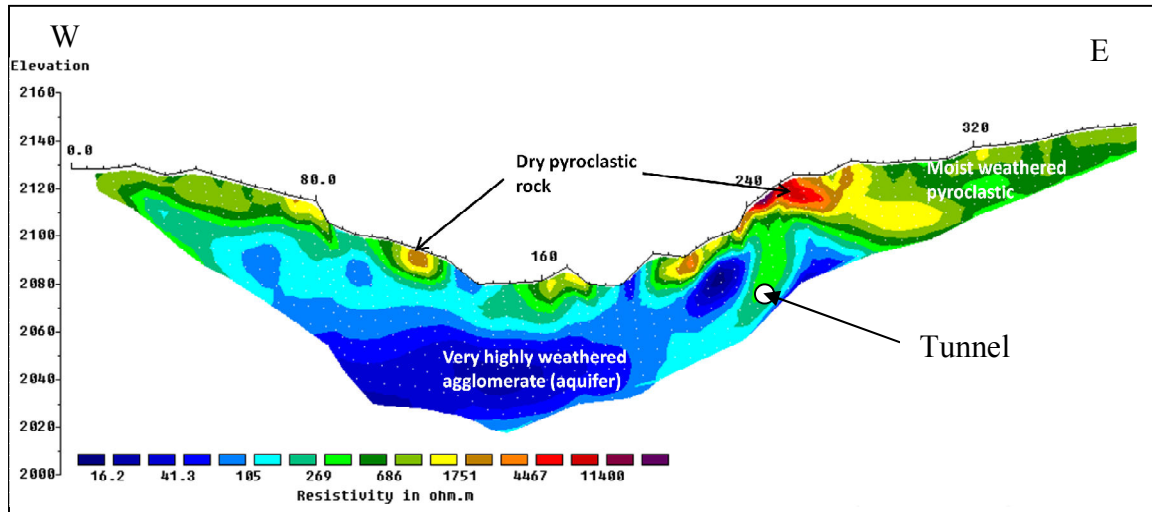 W
E
Elevation
2160
2140
2120
2100
2080
2060
2040
2020
2000
0.0
80.0
160
240
320
Dry pyroclastic
rock
Moist weathered
pyroclastic
Very highly weathered
agglomerate (aquifer)
Tunnel
16.2 41.3 105 269 686 1751 4467 11400
Resistivity in ohm.m